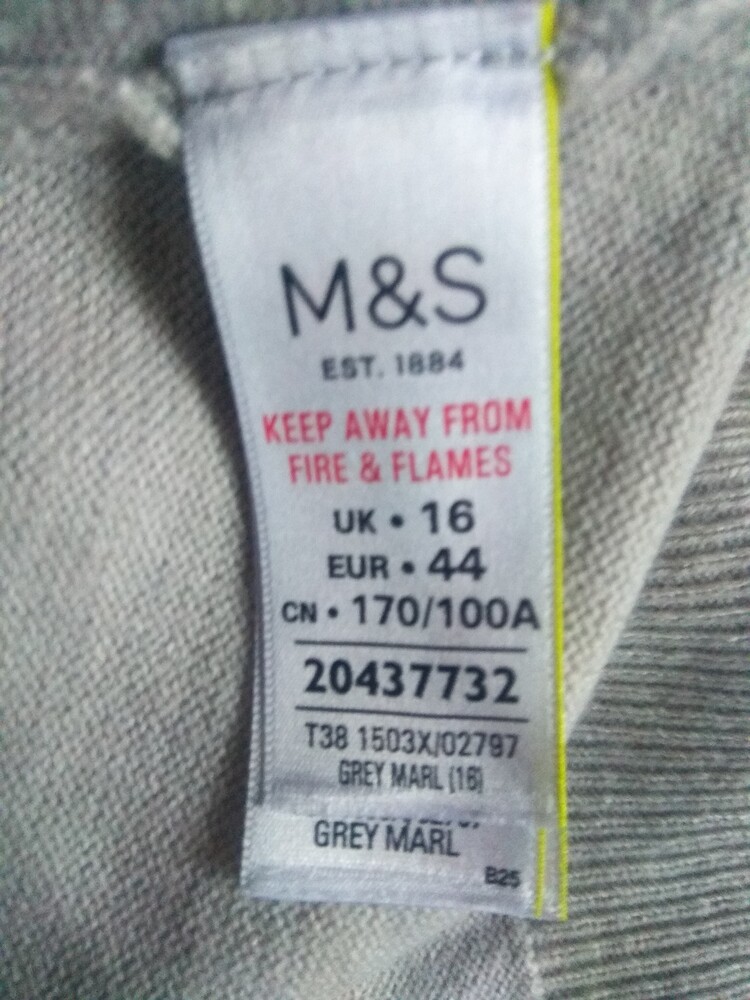 M&S
EST. 1884
KEEP AWAY FROM
FIRE & FLAMES
UK • 16
EUR • 44
CN • 170/100A
20437732
T38 1503X/02797
GREY MARL (16)
GREY MARL
B25